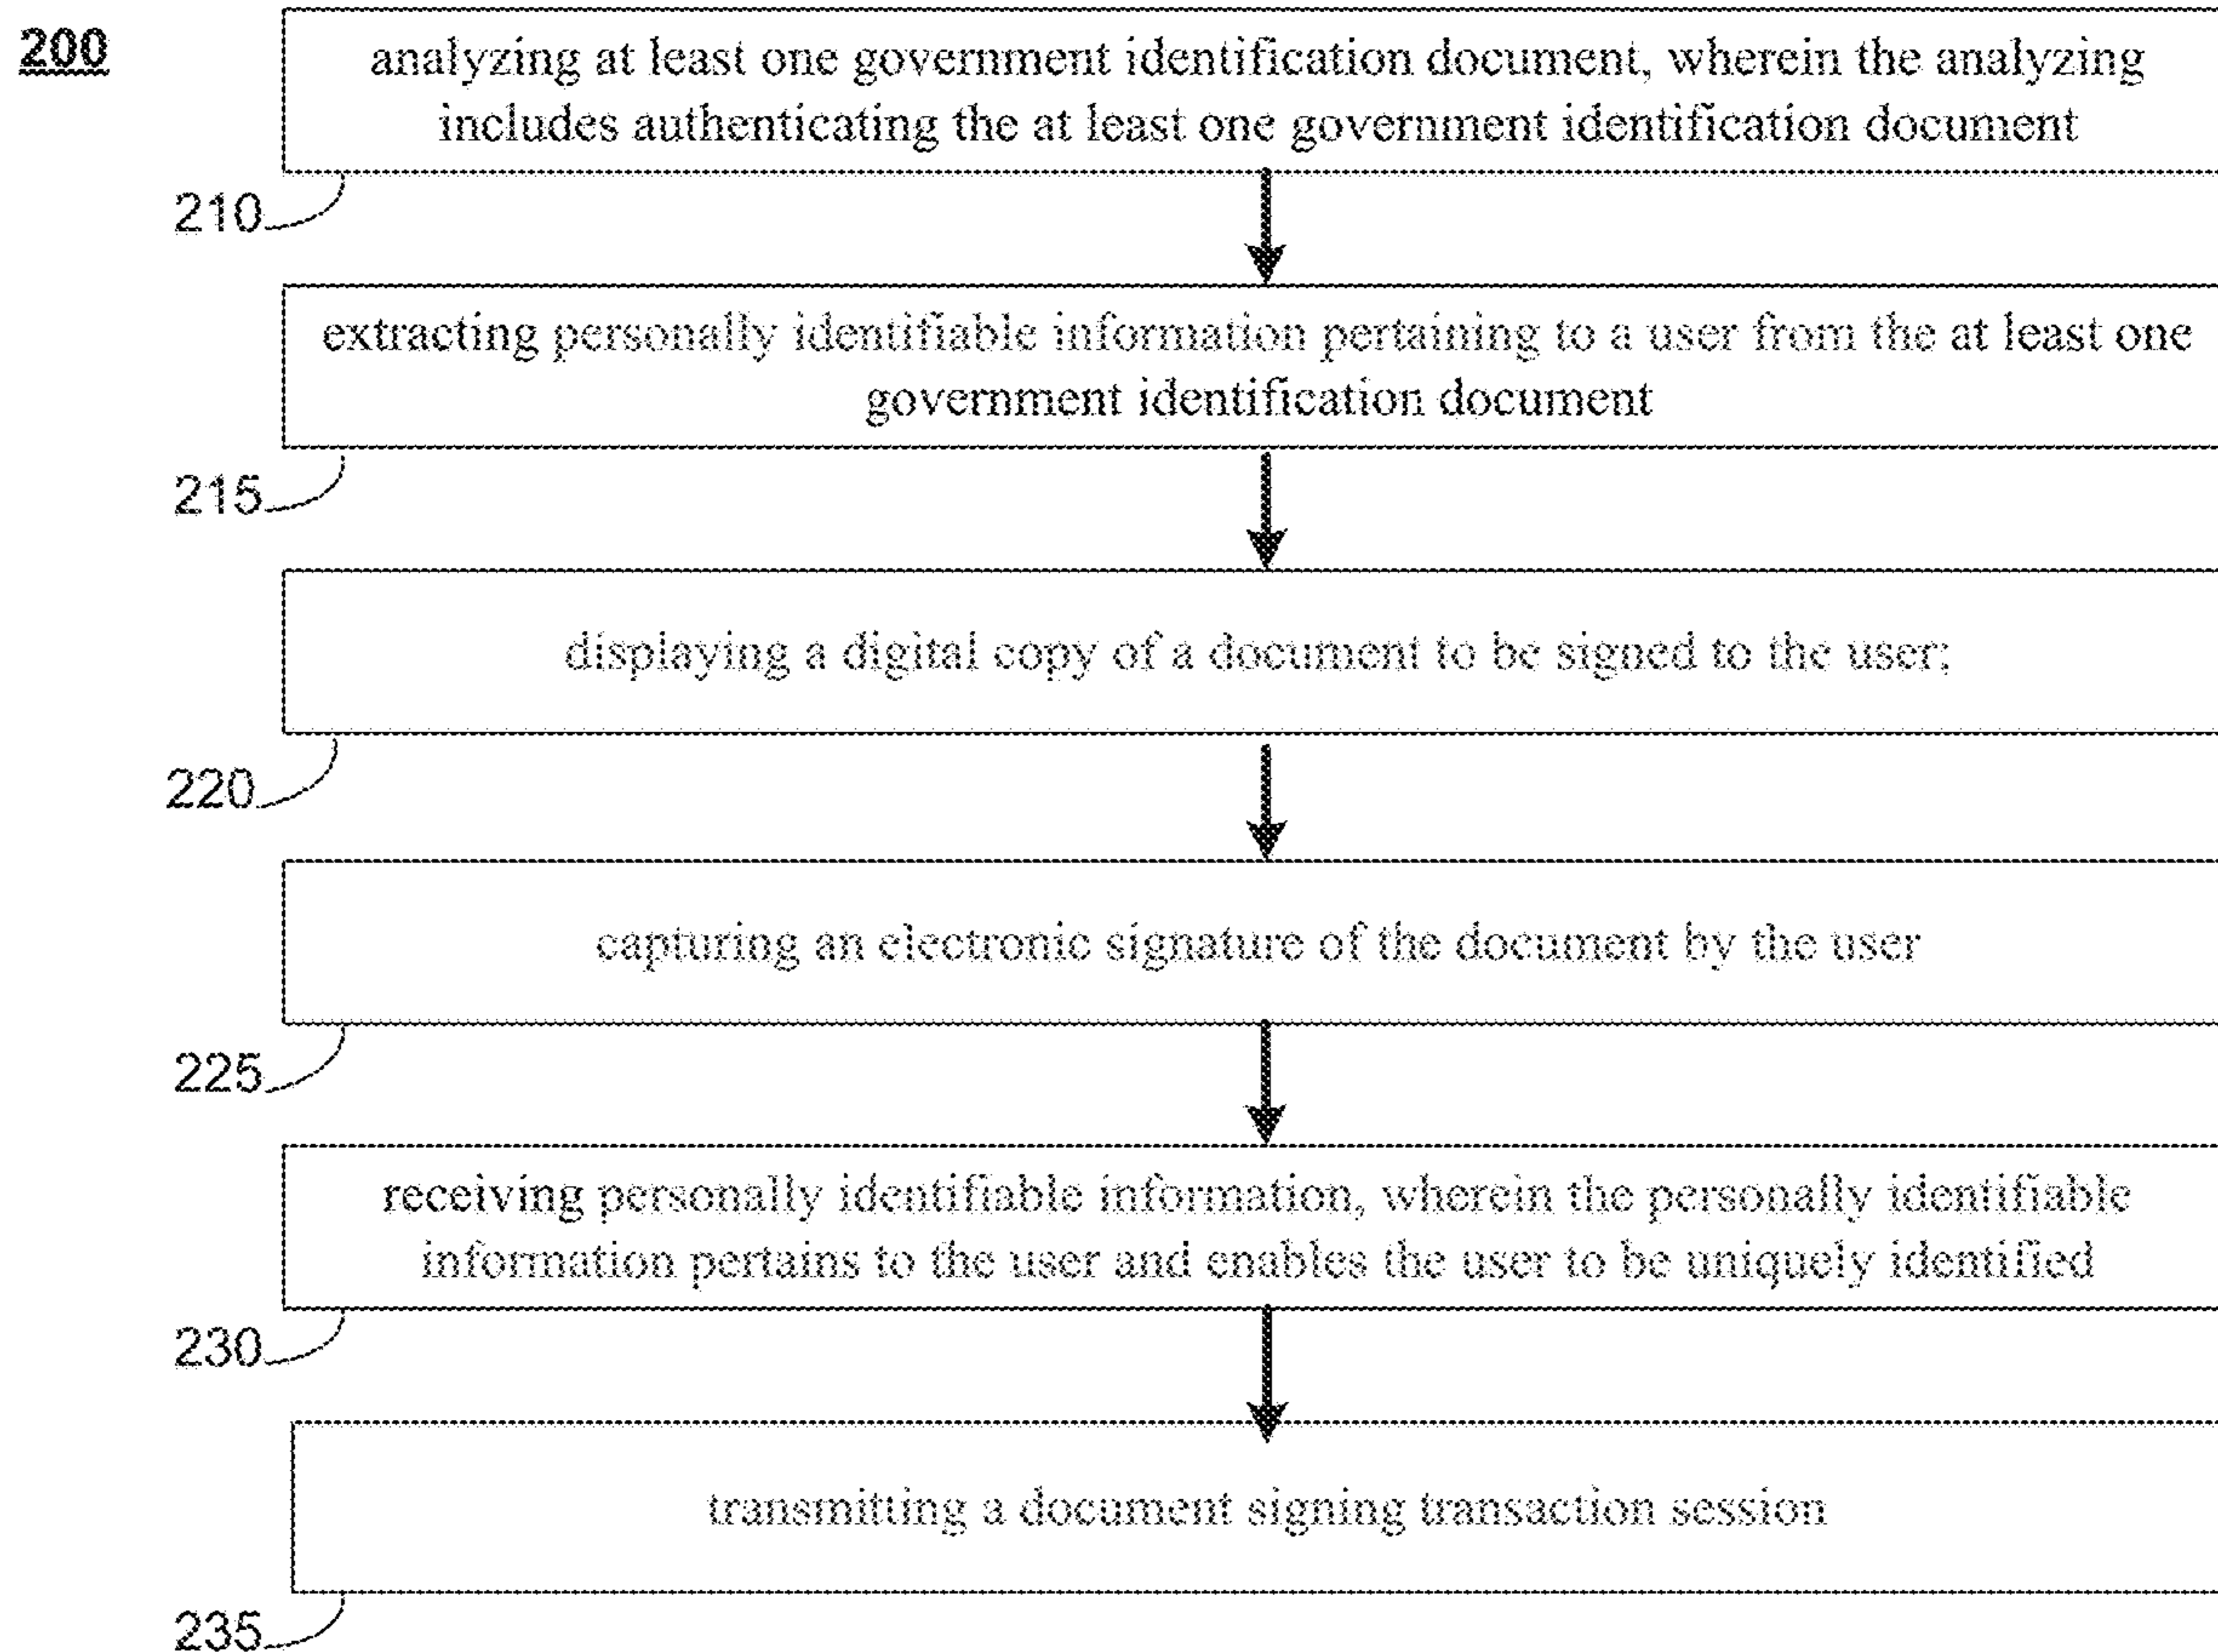 200
analyzing at least one government identification document, wherein the analyzing
includes authenticating the at least one government identification document
210
extracting personally identifiable information pertaining to a user from the at least one
government identification document
215
displaying a digital copy of a document to be signed to the user;
220
capturing an electronic signature of the document by the user
225
receiving personally identifiable information, wherein the personally identifiable
information pertains to the user and enables the user to be uniquely identified
230
transmitting a document signing transaction session
235